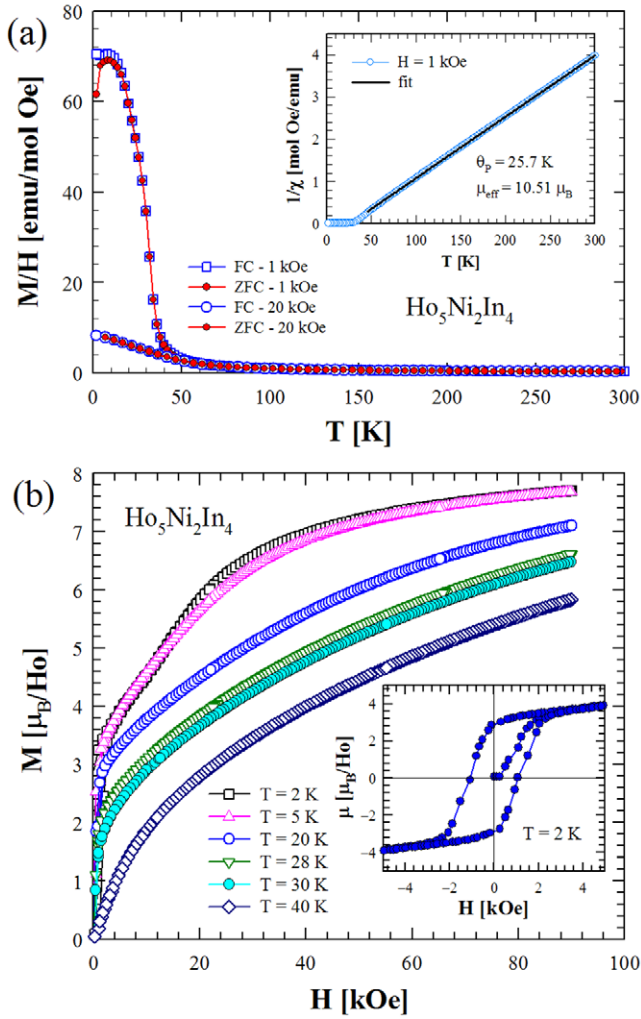 (a)
M/H [emu/mol Oe]
80
60
40
20
0
0
50
100
150
200
250
300
T [K]
FC - 1 kOe
ZFC - 1 kOe
FC - 20 kOe
ZFC - 20 kOe
Ho₅Ni₂In₄
1/χ [mol Oe/emu]
4
3
2
1
0
0
50
100
150
200
250
300
T [K]
H = 1 kOe
fit
θP = 25.7 K
μeff = 10.51 μB
(b)
Ho₅Ni₂In₄
M [μB/Ho]
8
7
6
5
4
3
2
1
0
0
20
40
60
80
100
H [kOe]
T = 2 K
T = 5 K
T = 20 K
T = 28 K
T = 30 K
T = 40 K
μ [μB/Ho]
4
2
0
−2
−4
−4
−2
0
2
4
H [kOe]
T = 2 K